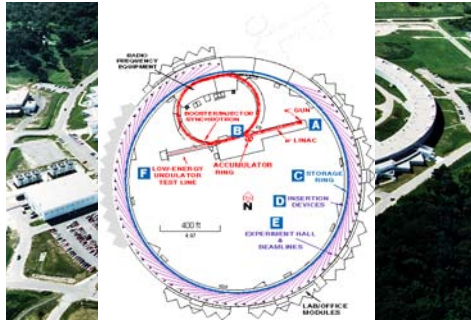 RADIO
FREQUENCY
EQUIPMENT
e- GUN
A
BOOSTER/INJECTOR
SYNCHROTRON
B
e- LINAC
ACCUMULATOR
RING
F
LOW-ENERGY
UNDULATOR
TEST LINE
C STORAGE
RING
D INSERTION
DEVICES
E
EXPERIMENT HALL
&
BEAMLINES
N
400 ft
LAB/OFFICE
MODULES